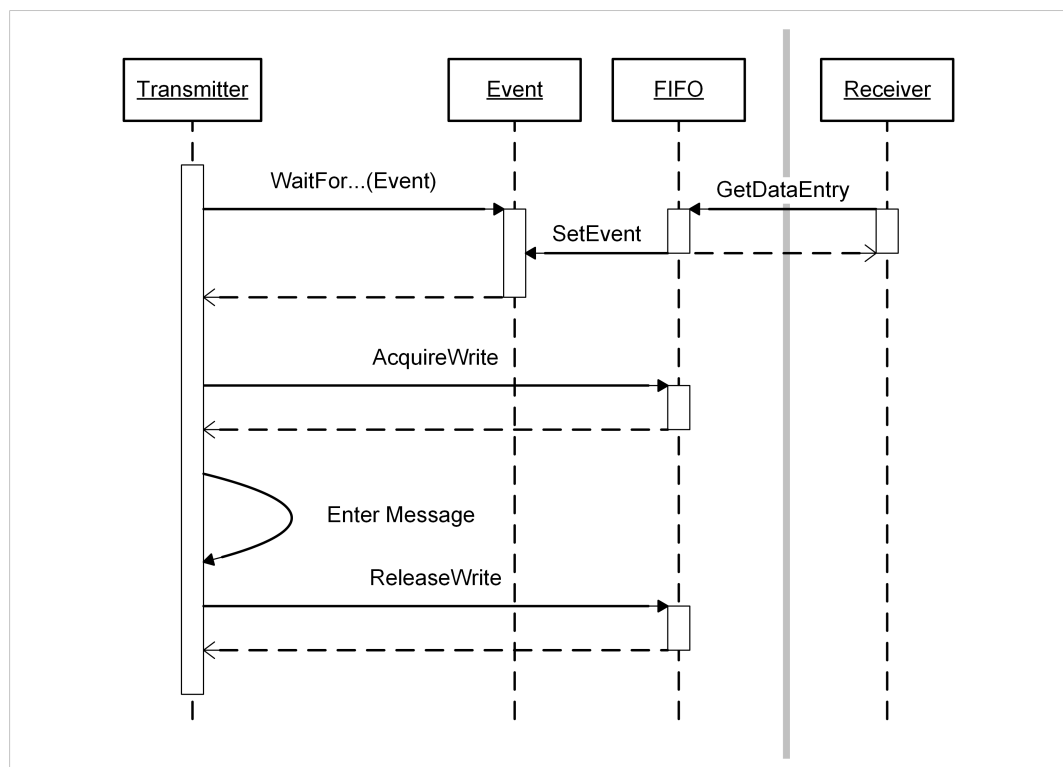 Transmitter
Event
FIFO
Receiver
WaitFor...(Event)
GetDataEntry
SetEvent
AcquireWrite
Enter Message
ReleaseWrite